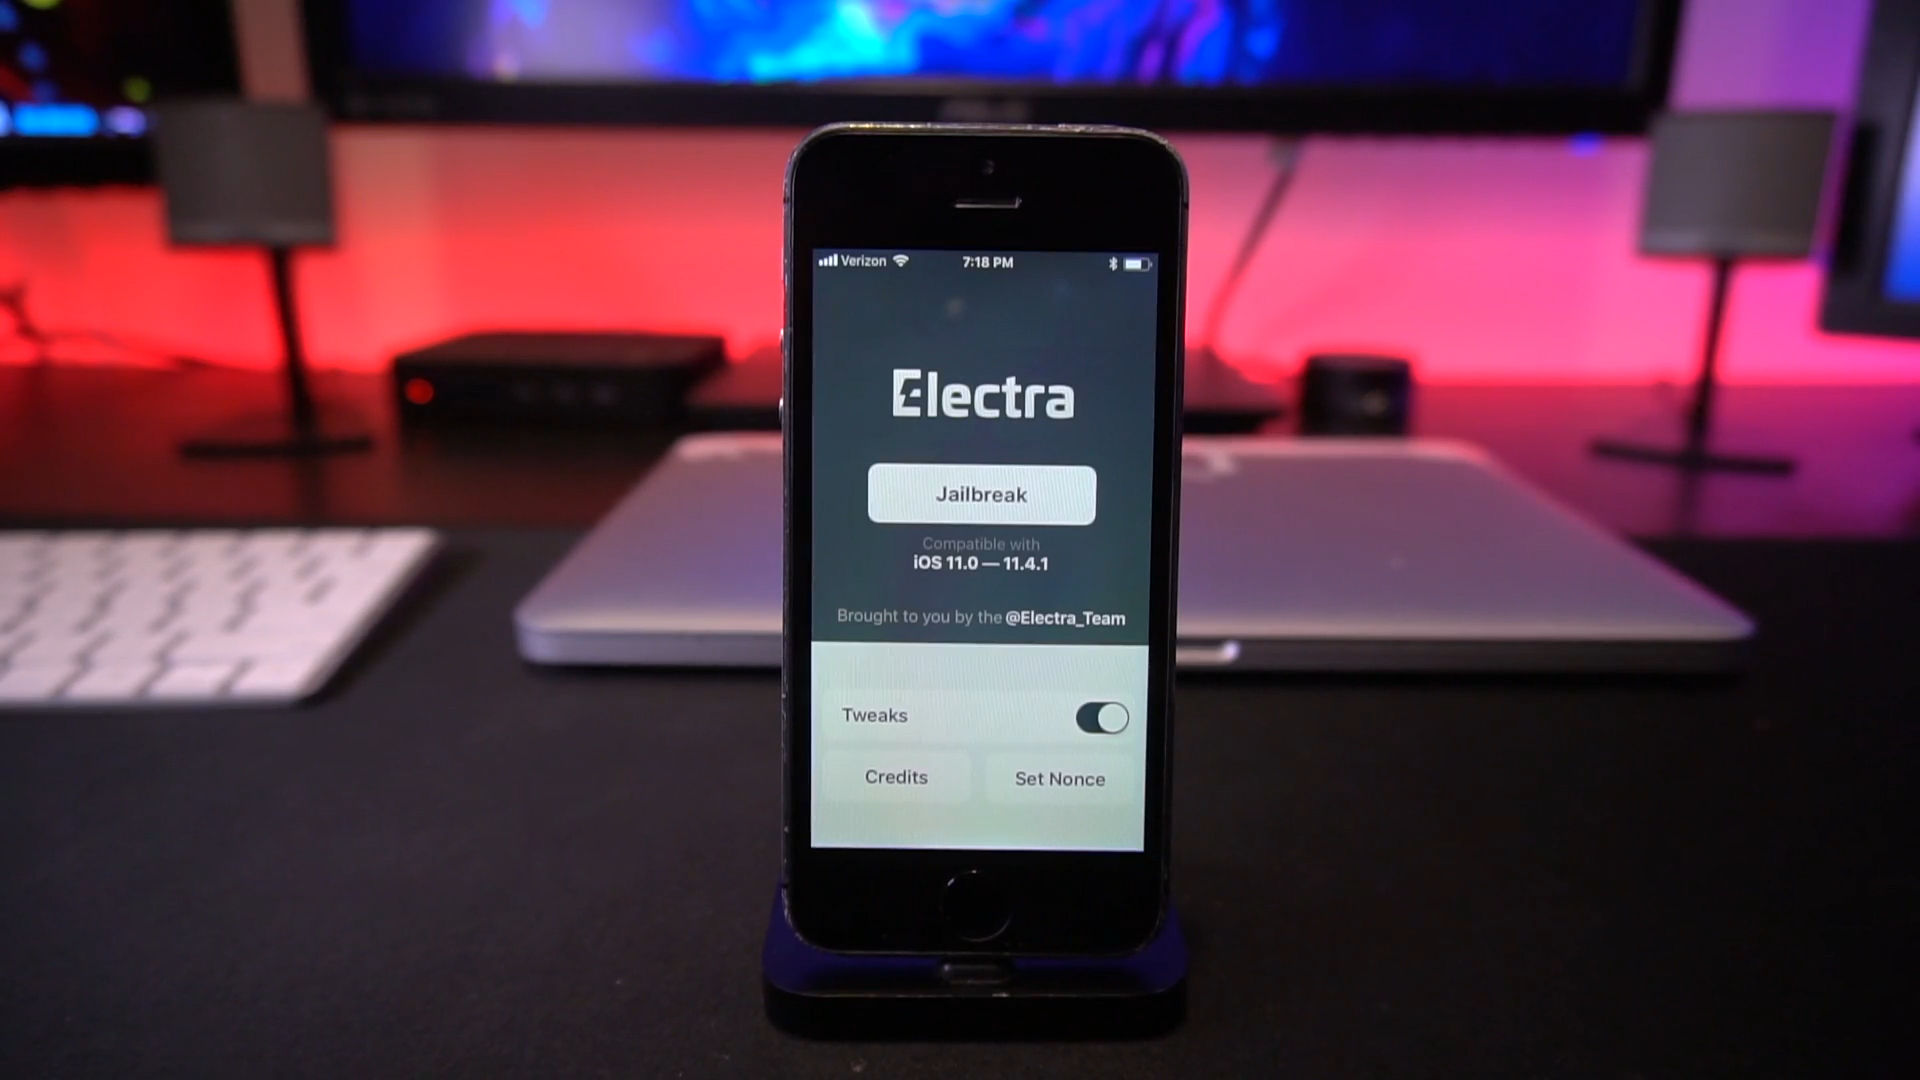 Verizon 7:18 PM
Electra
Jailbreak
Compatible with
iOS 11.0 — 11.4.1
Brought to you by the @Electra_Team
Tweaks
Credits Set Nonce